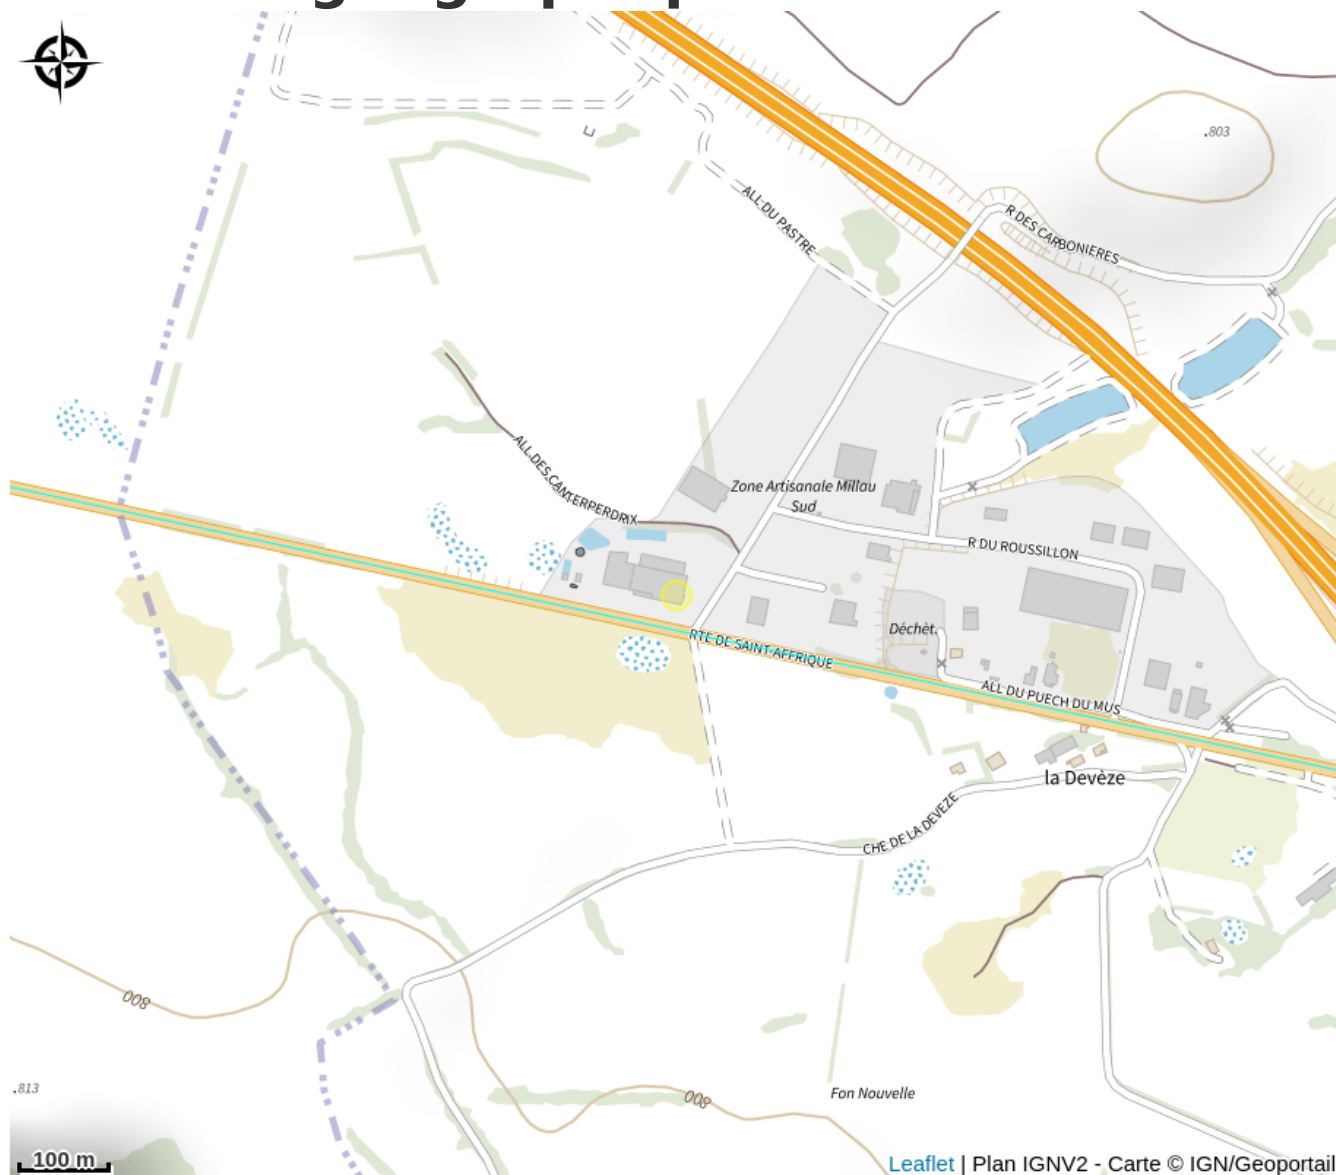 803
R DES CARBONIERES
ALL DU PASTRE
ALL DES CANTERPERDRIX
Zone Artisanale Millau
Sud
R DU ROUSSILLON
Déchèt.
RTE DE SAINT-AFFRIQUE
ALL DU PUECH DU MUS
la Devèze
CHE DE LA DEVEZE
800
813
800
Fon Nouvelle
100 m
Leaflet | Plan IGNV2 - Carte © IGN/Geoportail